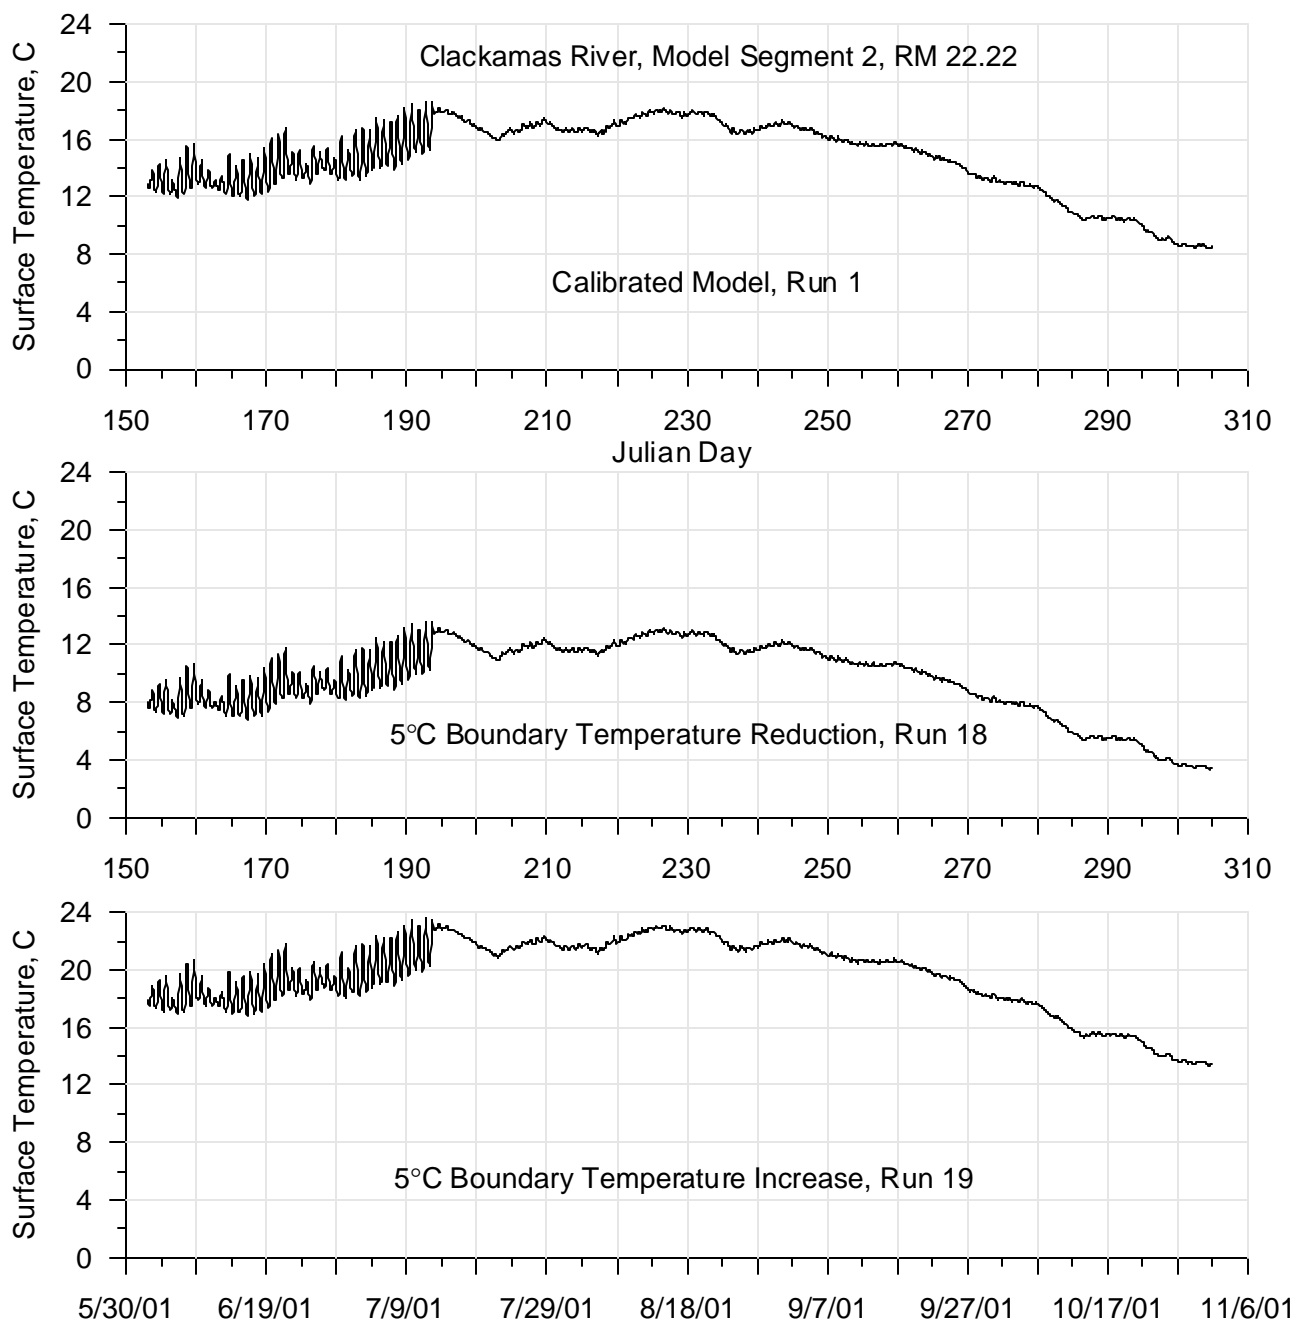 24
Clackamas River, Model Segment 2, RM 22.22
20
16
12
8
Calibrated Model, Run 1
4
0
Surface Temperature, C
150 170 190 210 230 250 270 290 310
Julian Day
24
20
16
12
8
5°C Boundary Temperature Reduction, Run 18
4
0
Surface Temperature, C
150 170 190 210 230 250 270 290 310
24
20
16
12
8
5°C Boundary Temperature Increase, Run 19
4
0
Surface Temperature, C
5/30/01 6/19/01 7/9/01 7/29/01 8/18/01 9/7/01 9/27/01 10/17/01 11/6/01